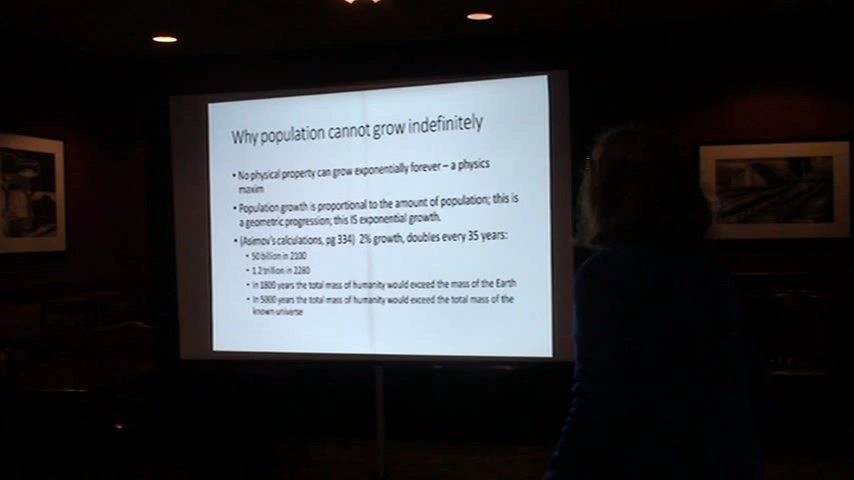 Why population cannot grow indefinitely
• No physical property can grow exponentially forever – a physics
maxim
• Population growth is proportional to the amount of population; this is
a geometric progression; this IS exponential growth.
• (Asimov's calculations, pg 334) 2% growth, doubles every 35 years:
• 50 billion in 2100
• 1.2 trillion in 2280
• In 1800 years the total mass of humanity would exceed the mass of the Earth
• In 5000 years the total mass of humanity would exceed the total mass of the
known universe